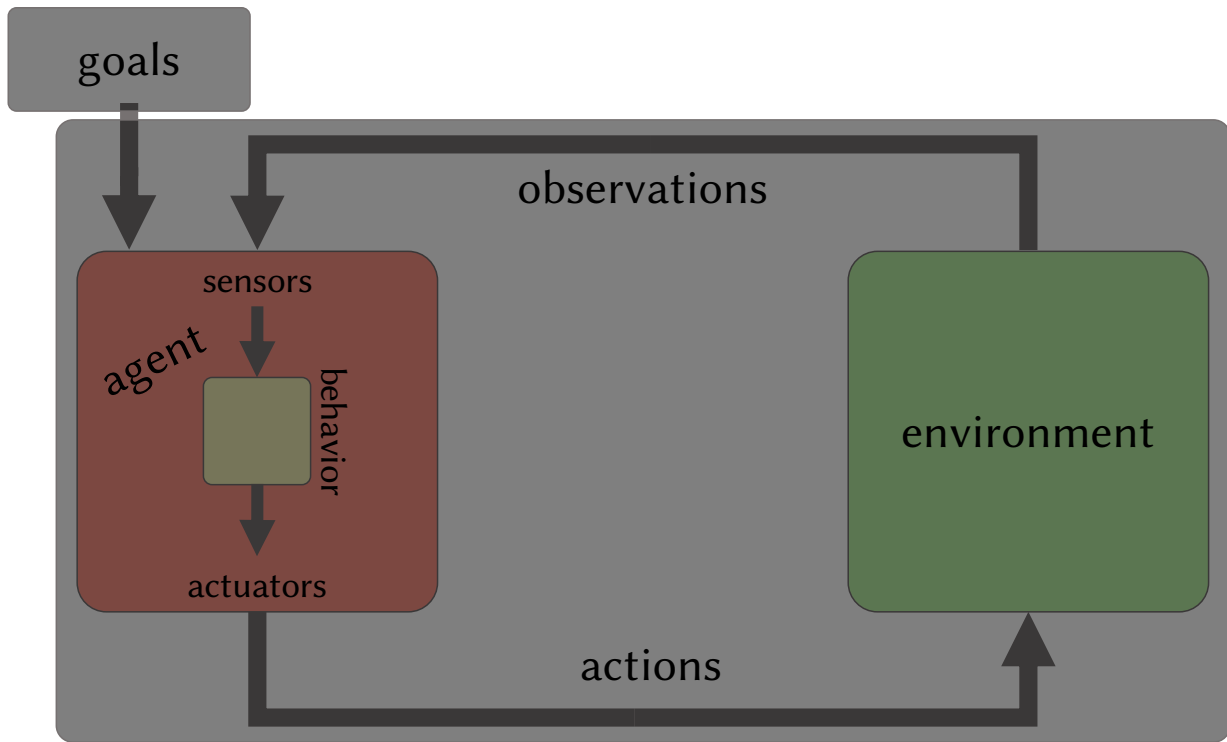 goals
observations
sensors
agent
behavior
environment
actuators
actions